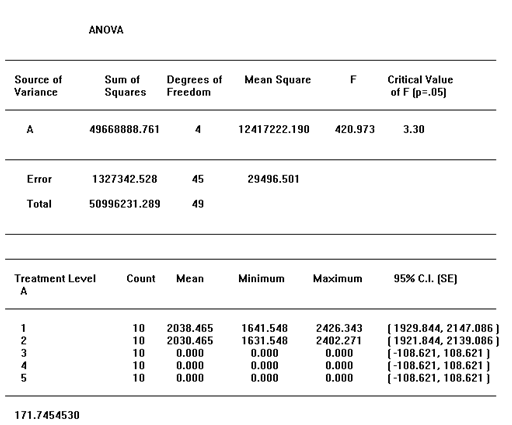 ANOVA
Source of Variance Sum of Squares Degrees of Freedom Mean Square F Critical Value of F (p=.05)
A 49668888.761 4 12417222.190 420.973 3.30
Error 1327342.528 45 29496.501
Total 50996231.289 49
Treatment Level A Count Mean Minimum Maximum 95% C.I. (SE)
1 10 2038.465 1641.548 2426.343 ( 1929.844, 2147.086 )
2 10 2030.465 1631.548 2402.271 ( 1921.844, 2139.086 )
3 10 0.000 0.000 0.000 ( -108.621, 108.621 )
4 10 0.000 0.000 0.000 ( -108.621, 108.621 )
5 10 0.000 0.000 0.000 ( -108.621, 108.621 )
171.7454530